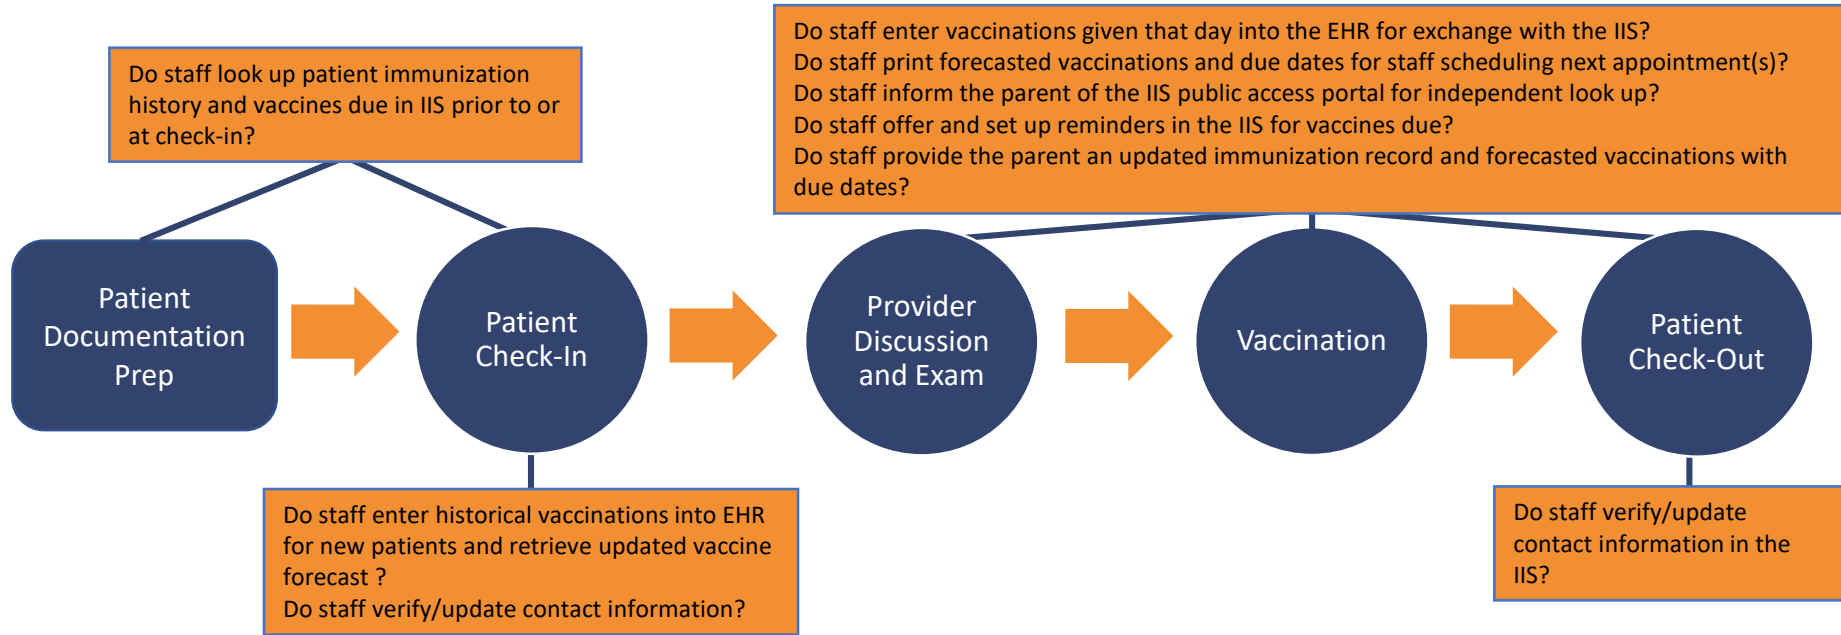 Do staff look up patient immunization
history and vaccines due in IIS prior to or
at check-in?
Do staff enter vaccinations given that day into the EHR for exchange with the IIS?
Do staff print forecasted vaccinations and due dates for staff scheduling next appointment(s)?
Do staff inform the parent of the IIS public access portal for independent look up?
Do staff offer and set up reminders in the IIS for vaccines due?
Do staff provide the parent an updated immunization record and forecasted vaccinations with
due dates?
Patient
Documentation
Prep
Patient
Check-In
Provider
Discussion
and Exam
Vaccination
Patient
Check-Out
Do staff enter historical vaccinations into EHR
for new patients and retrieve updated vaccine
forecast ?
Do staff verify/update contact information?
Do staff verify/update
contact information in the
IIS?